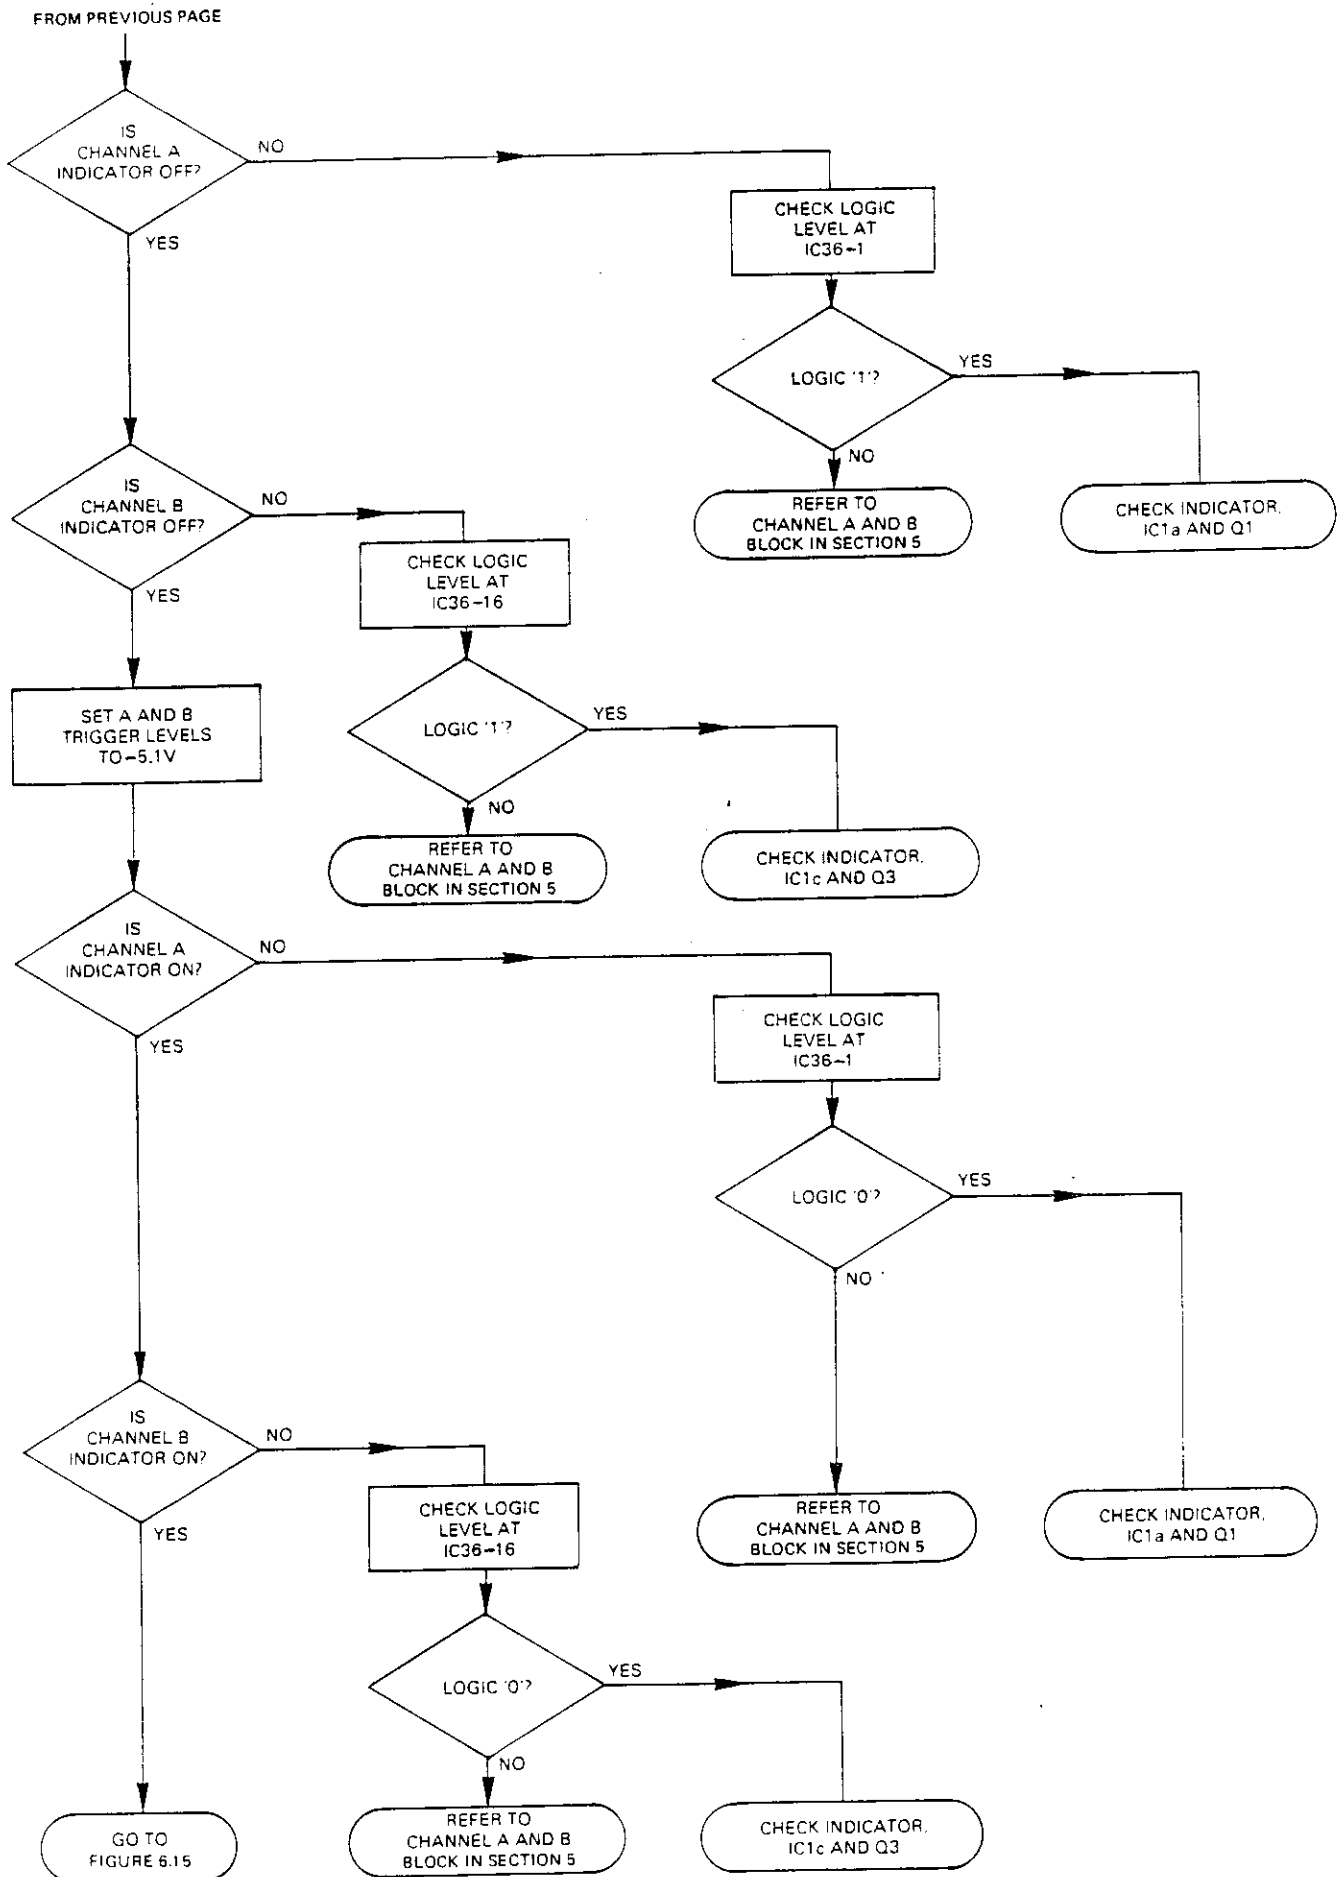 FROM PREVIOUS PAGE
IS
CHANNEL A
INDICATOR OFF?
NO
YES
CHECK LOGIC
LEVEL AT
IC36-1
LOGIC '1'?
YES
NO
REFER TO
CHANNEL A AND B
BLOCK IN SECTION 5
CHECK INDICATOR,
IC1a AND Q1
IS
CHANNEL B
INDICATOR OFF?
NO
YES
CHECK LOGIC
LEVEL AT
IC36-16
LOGIC '1'?
YES
NO
REFER TO
CHANNEL A AND B
BLOCK IN SECTION 5
CHECK INDICATOR,
IC1c AND Q3
SET A AND B
TRIGGER LEVELS
TO-5.1V
IS
CHANNEL A
INDICATOR ON?
NO
YES
CHECK LOGIC
LEVEL AT
IC36-1
LOGIC '0'?
YES
NO
REFER TO
CHANNEL A AND B
BLOCK IN SECTION 5
CHECK INDICATOR,
IC1a AND Q1
IS
CHANNEL B
INDICATOR ON?
NO
YES
CHECK LOGIC
LEVEL AT
IC36-16
LOGIC '0'?
YES
NO
REFER TO
CHANNEL A AND B
BLOCK IN SECTION 5
CHECK INDICATOR,
IC1c AND Q3
GO TO
FIGURE 6.15